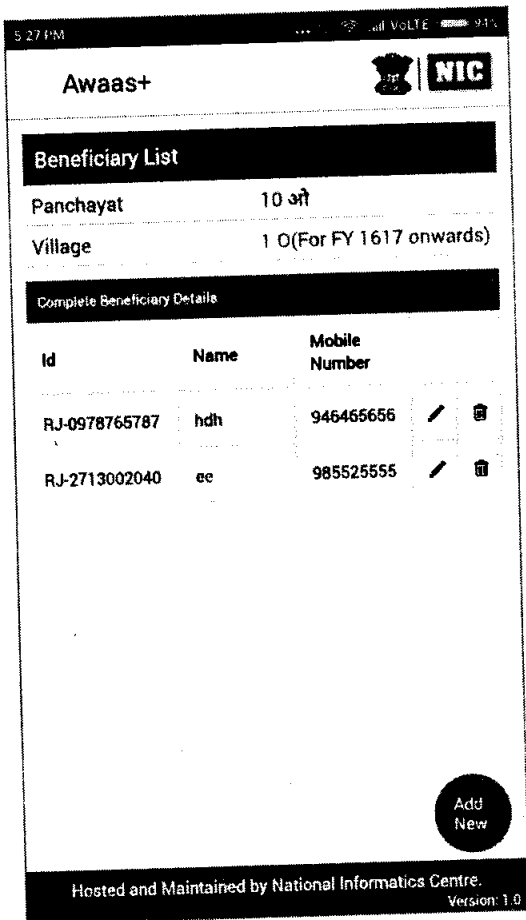 5:27 PM ... VoLTE 94%
Awaas+ NIC
Beneficiary List
Panchayat 10 ओ
Village 1 O(For FY 1617 onwards)
Complete Beneficiary Details
Id Name Mobile Number
RJ-0978765787 hdh 946465656
RJ-2713002040 ee 985525555
Add
New
Hosted and Maintained by National Informatics Centre.
Version: 1.0